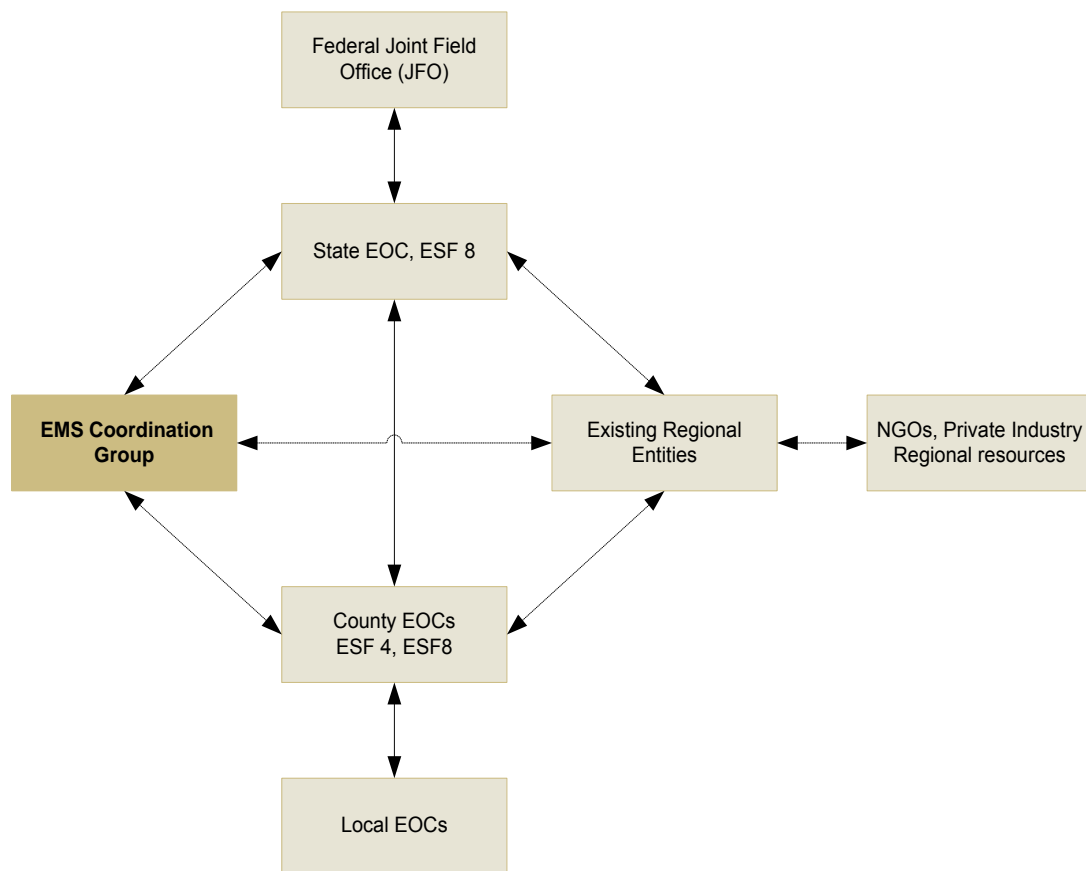 Federal Joint Field
Office (JFO)
State EOC, ESF 8
EMS Coordination
Group
Existing Regional
Entities
NGOs, Private Industry
Regional resources
County EOCs
ESF 4, ESF8
Local EOCs